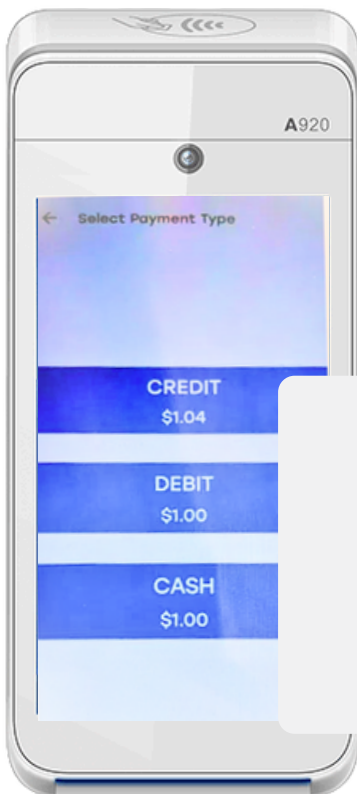 A920
← Select Payment Type
CREDIT
$1.04
DEBIT
$1.00
CASH
$1.00